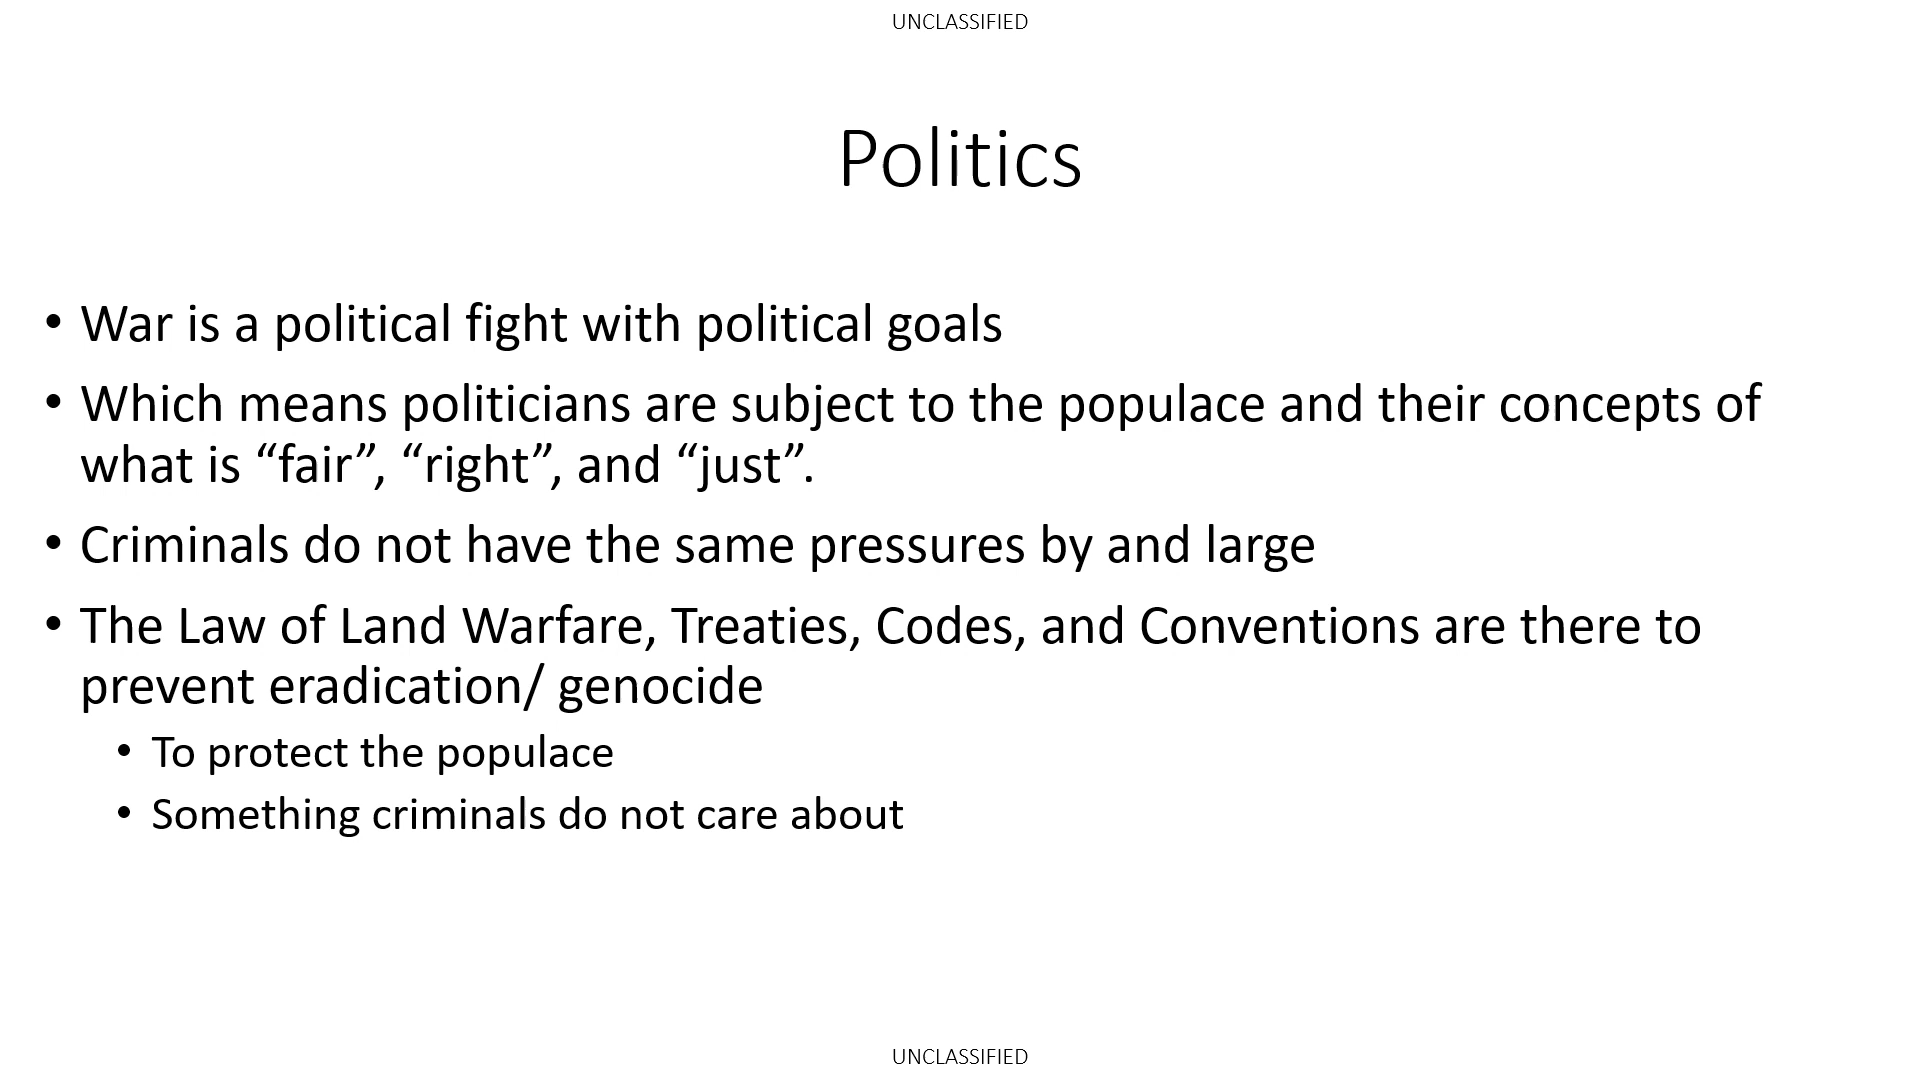 UNCLASSIFIED
Politics
• War is a political fight with political goals
• Which means politicians are subject to the populace and their concepts of
what is “fair”, “right”, and “just”.
• Criminals do not have the same pressures by and large
• The Law of Land Warfare, Treaties, Codes, and Conventions are there to
prevent eradication/ genocide
• To protect the populace
• Something criminals do not care about
UNCLASSIFIED